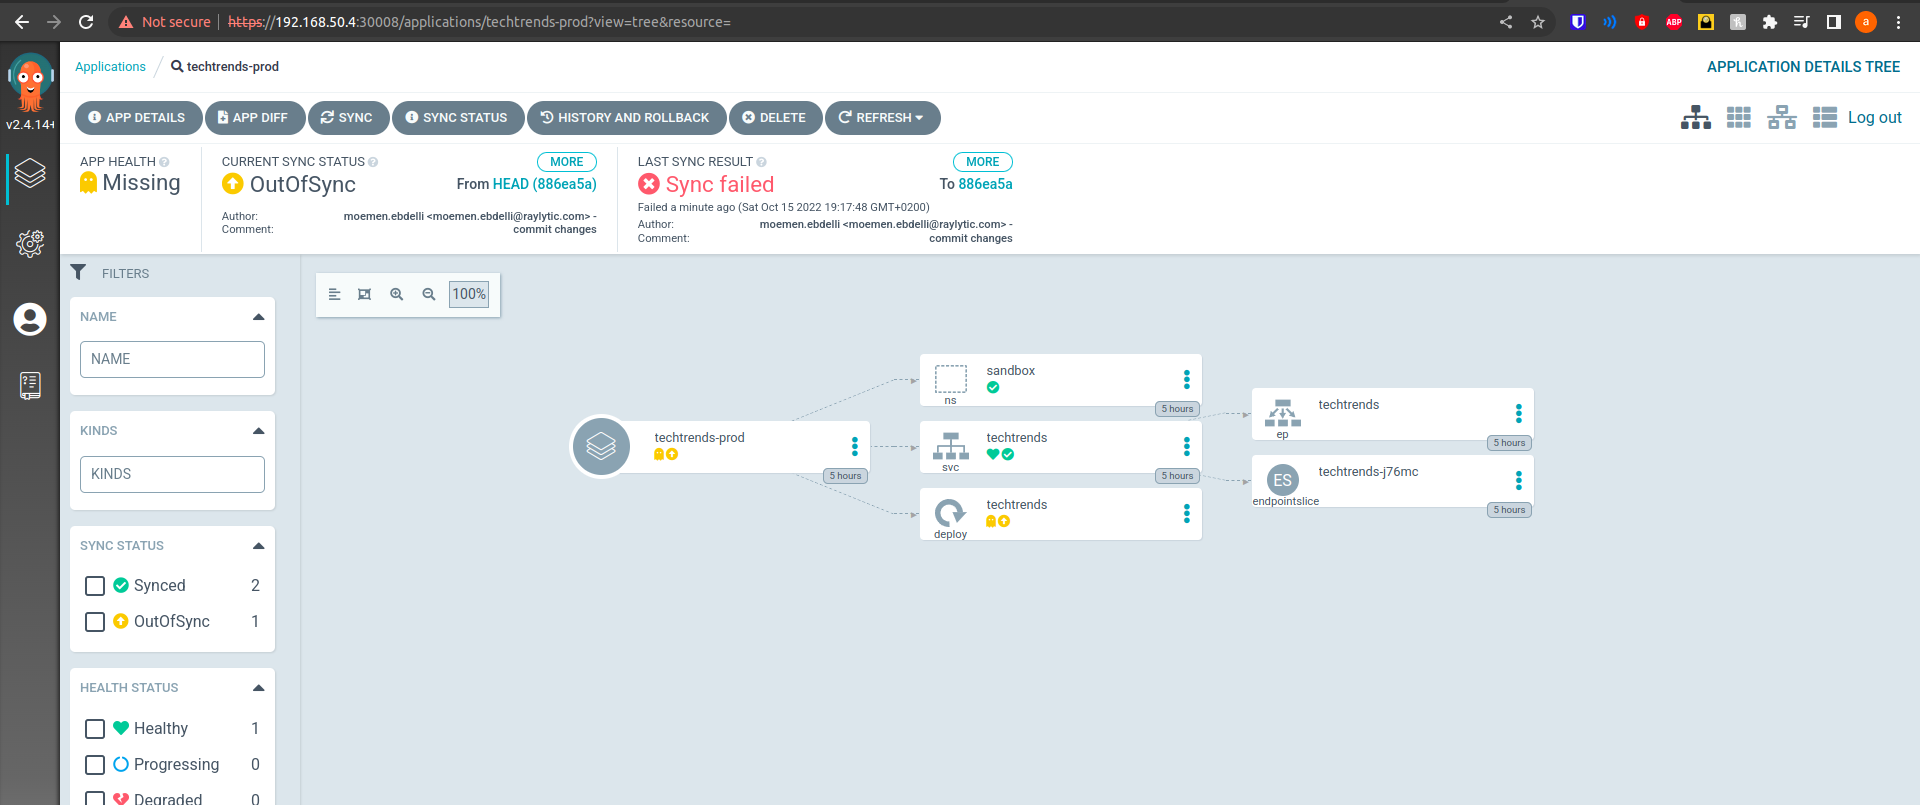 Not secure https://192.168.50.4:30008/applications/techtrends-prod?view=tree&resource=
ABP
a
v2.4.14+
Applications / techtrends-prod
APPLICATION DETAILS TREE
APP DETAILS
APP DIFF
SYNC
SYNC STATUS
HISTORY AND ROLLBACK
DELETE
REFRESH
Log out
APP HEALTH
Missing
CURRENT SYNC STATUS
MORE
OutOfSync
From HEAD (886ea5a)
Author: moemen.ebdelli <moemen.ebdelli@raylytic.com> -
Comment: commit changes
LAST SYNC RESULT
MORE
Sync failed
To 886ea5a
Failed a minute ago (Sat Oct 15 2022 19:17:48 GMT+0200)
Author: moemen.ebdelli <moemen.ebdelli@raylytic.com> -
Comment: commit changes
FILTERS
NAME
NAME
KINDS
KINDS
SYNC STATUS
Synced 2
OutOfSync 1
HEALTH STATUS
Healthy 1
Progressing 0
Degraded 0
100%
techtrends-prod
5 hours
sandbox
ns
5 hours
techtrends
svc
5 hours
techtrends
deploy
techtrends
ep
5 hours
ES
techtrends-j76mc
endpointslice
5 hours